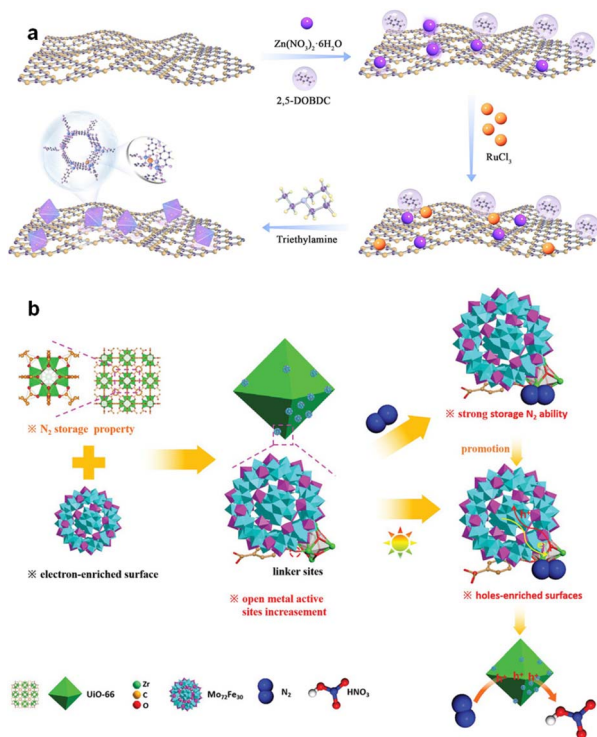 a
Zn(NO₃)₂·6H₂O
2,5-DOBDC
RuCl₃
Triethylamine
b
※ N₂ storage property
※ electron-enriched surface
linker sites
※ open metal active
sites increasement
※ strong storage N₂ ability
promotion
h⁺
※ holes-enriched surfaces
h⁺ h⁺ h⁺
UiO-66
Zr
C
O
Mo₇₂Fe₃₀
N₂
HNO₃